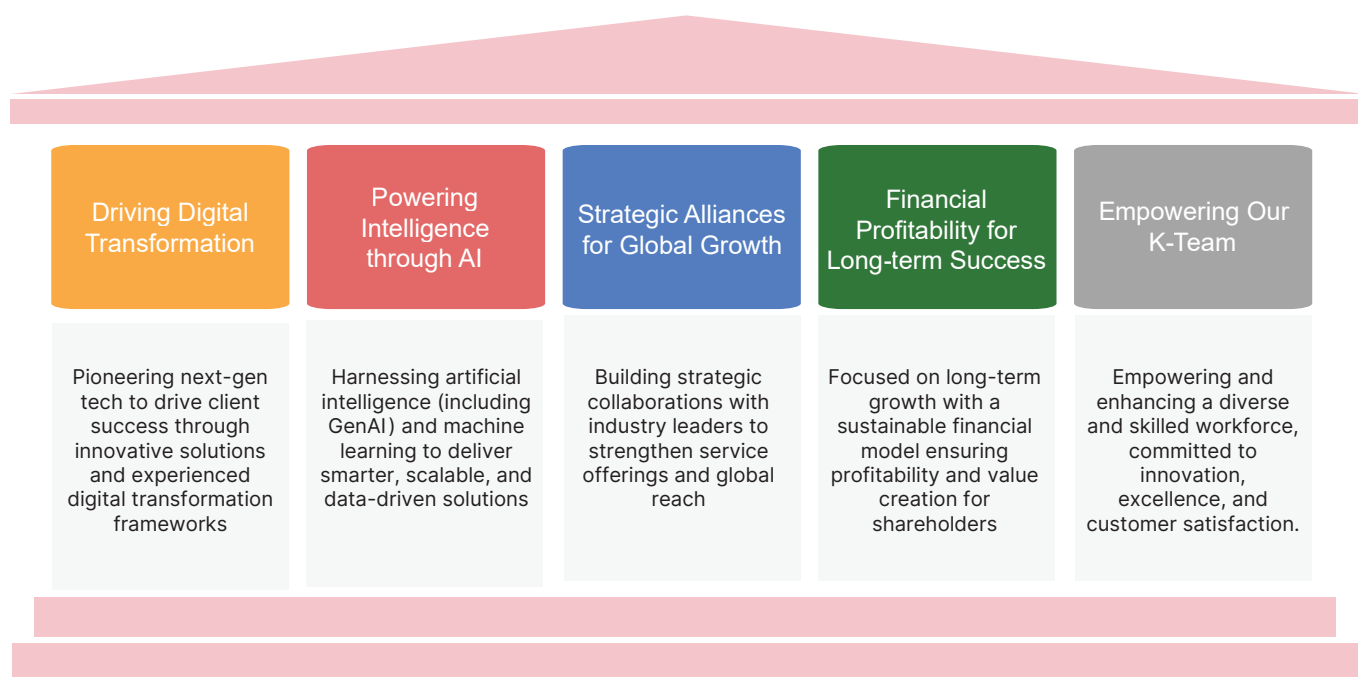 Driving Digital
Transformation
Powering
Intelligence
through AI
Strategic Alliances
for Global Growth
Financial
Profitability for
Long-term Success
Empowering Our
K-Team
Pioneering next-gen
tech to drive client
success through
innovative solutions
and experienced
digital transformation
frameworks
Harnessing artificial
intelligence (including
GenAI) and machine
learning to deliver
smarter, scalable, and
data-driven solutions
Building strategic
collaborations with
industry leaders to
strengthen service
offerings and global
reach
Focused on long-term
growth with a
sustainable financial
model ensuring
profitability and value
creation for
shareholders
Empowering and
enhancing a diverse
and skilled workforce,
committed to
innovation,
excellence, and
customer satisfaction.